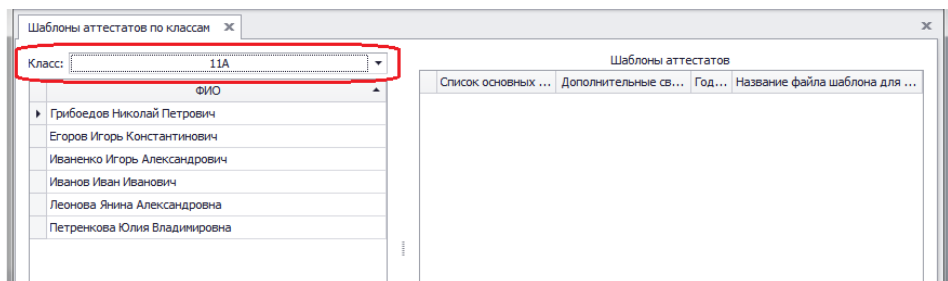 Шаблоны аттестатов по классам
Класс: 11А
Шаблоны аттестатов
ФИО
Список основных ... Дополнительные св... Год... Название файла шаблона для ...
Грибоедов Николай Петрович
Егоров Игорь Константинович
Иваненко Игорь Александрович
Иванов Иван Иванович
Леонова Янина Александровна
Петренкова Юлия Владимировна